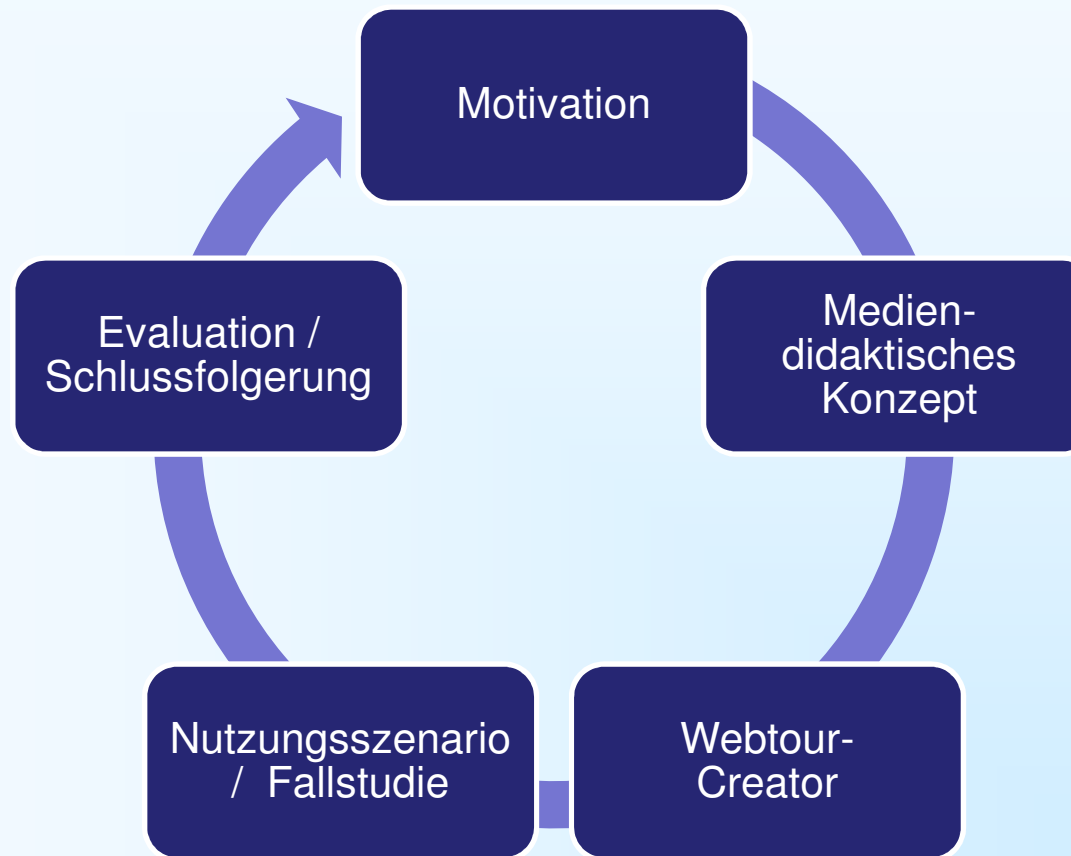 Motivation
Medien-
didaktisches
Konzept
Webtour-
Creator
Nutzungsszenario
/ Fallstudie
Evaluation /
Schlussfolgerung